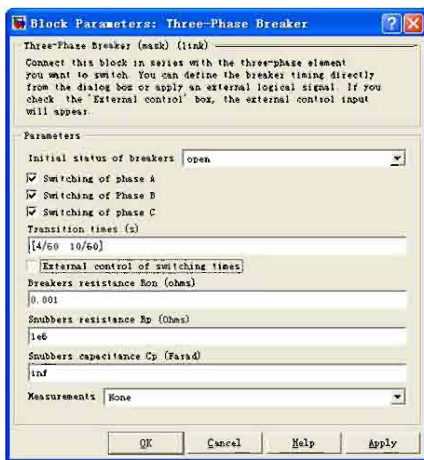 Block Parameters: Three-Phase Breaker
Three-Phase Breaker (mask) (link)
Connect this block in series with the three-phase element
you want to switch. You can define the breaker timing directly
from the dialog box or apply an external logical signal. If you
check the 'External control' box, the external control input
will appear.
Parameters
Initial status of breakers open
Switching of phase A
Switching of Phase B
Switching of phase C
Transition times (s)
[4/60 10/60]
External control of switching times
Breakers resistance Ron (ohms)
0.001
Snubbers resistance Rp (Ohms)
1e6
Snubbers capacitance Cp (Farad)
inf
Measurements None
OK Cancel Help Apply